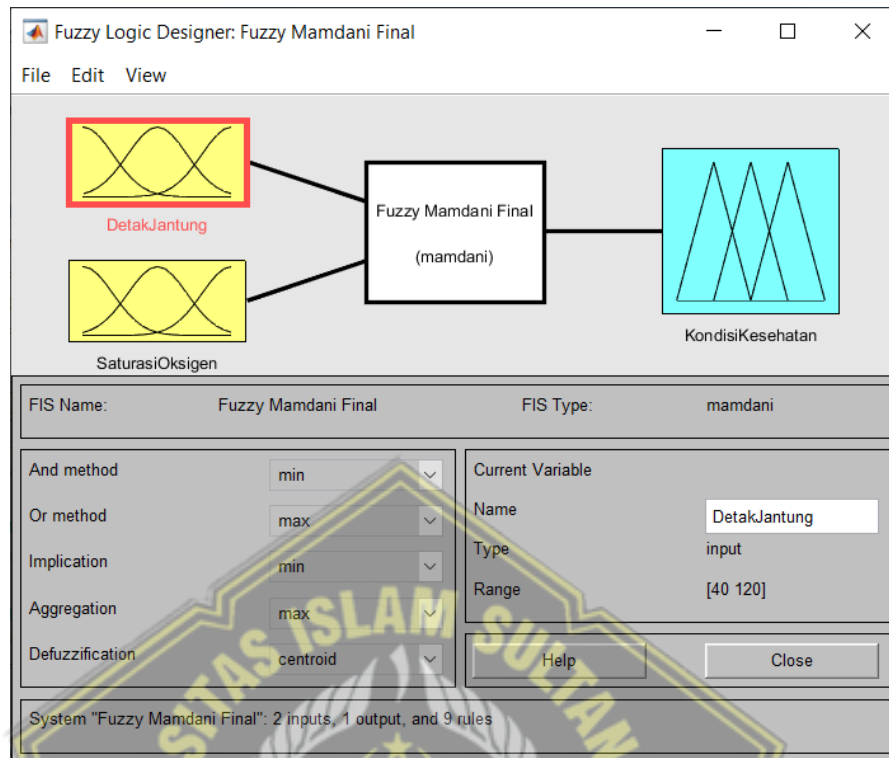 Fuzzy Logic Designer: Fuzzy Mamdani Final
File Edit View
DetakJantung
SaturasiOksigen
Fuzzy Mamdani Final
(mamdani)
KondisiKesehatan
FIS Name: Fuzzy Mamdani Final FIS Type: mamdani
And method min
Or method max
Implication min
Aggregation max
Defuzzification centroid
Current Variable
Name DetakJantung
Type input
Range [40 120]
Help Close
System "Fuzzy Mamdani Final": 2 inputs, 1 output, and 9 rules
SITAS ISLAM SULTAN